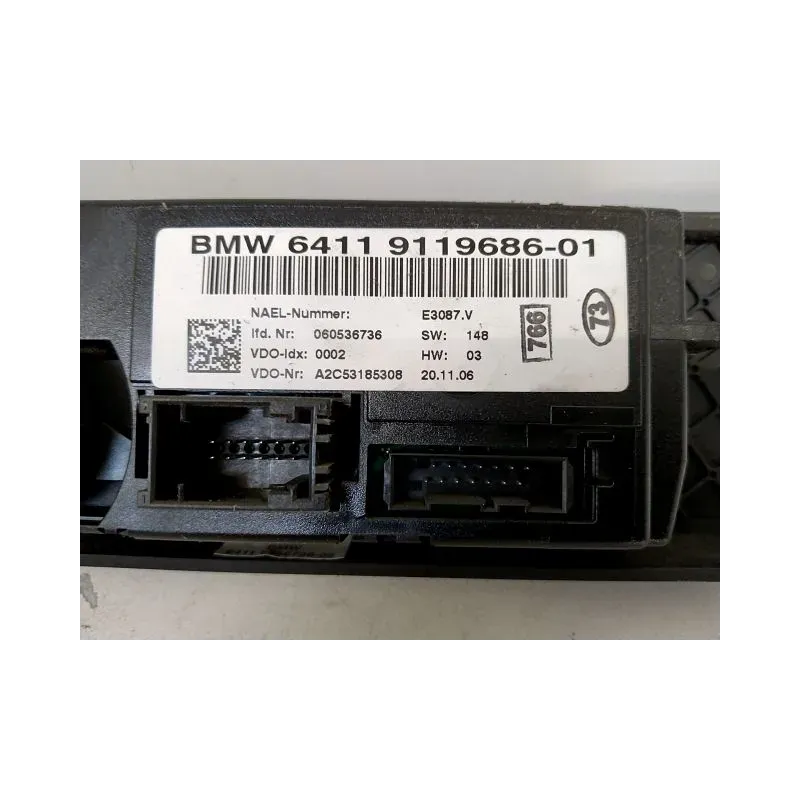 BMW 6411 9119686-01
NAEL-Nummer: E3087.V
lfd. Nr: 060536736 SW: 148
VDO-Idx: 0002 HW: 03
VDO-Nr: A2C53185308 20.11.06
766
73
BMW